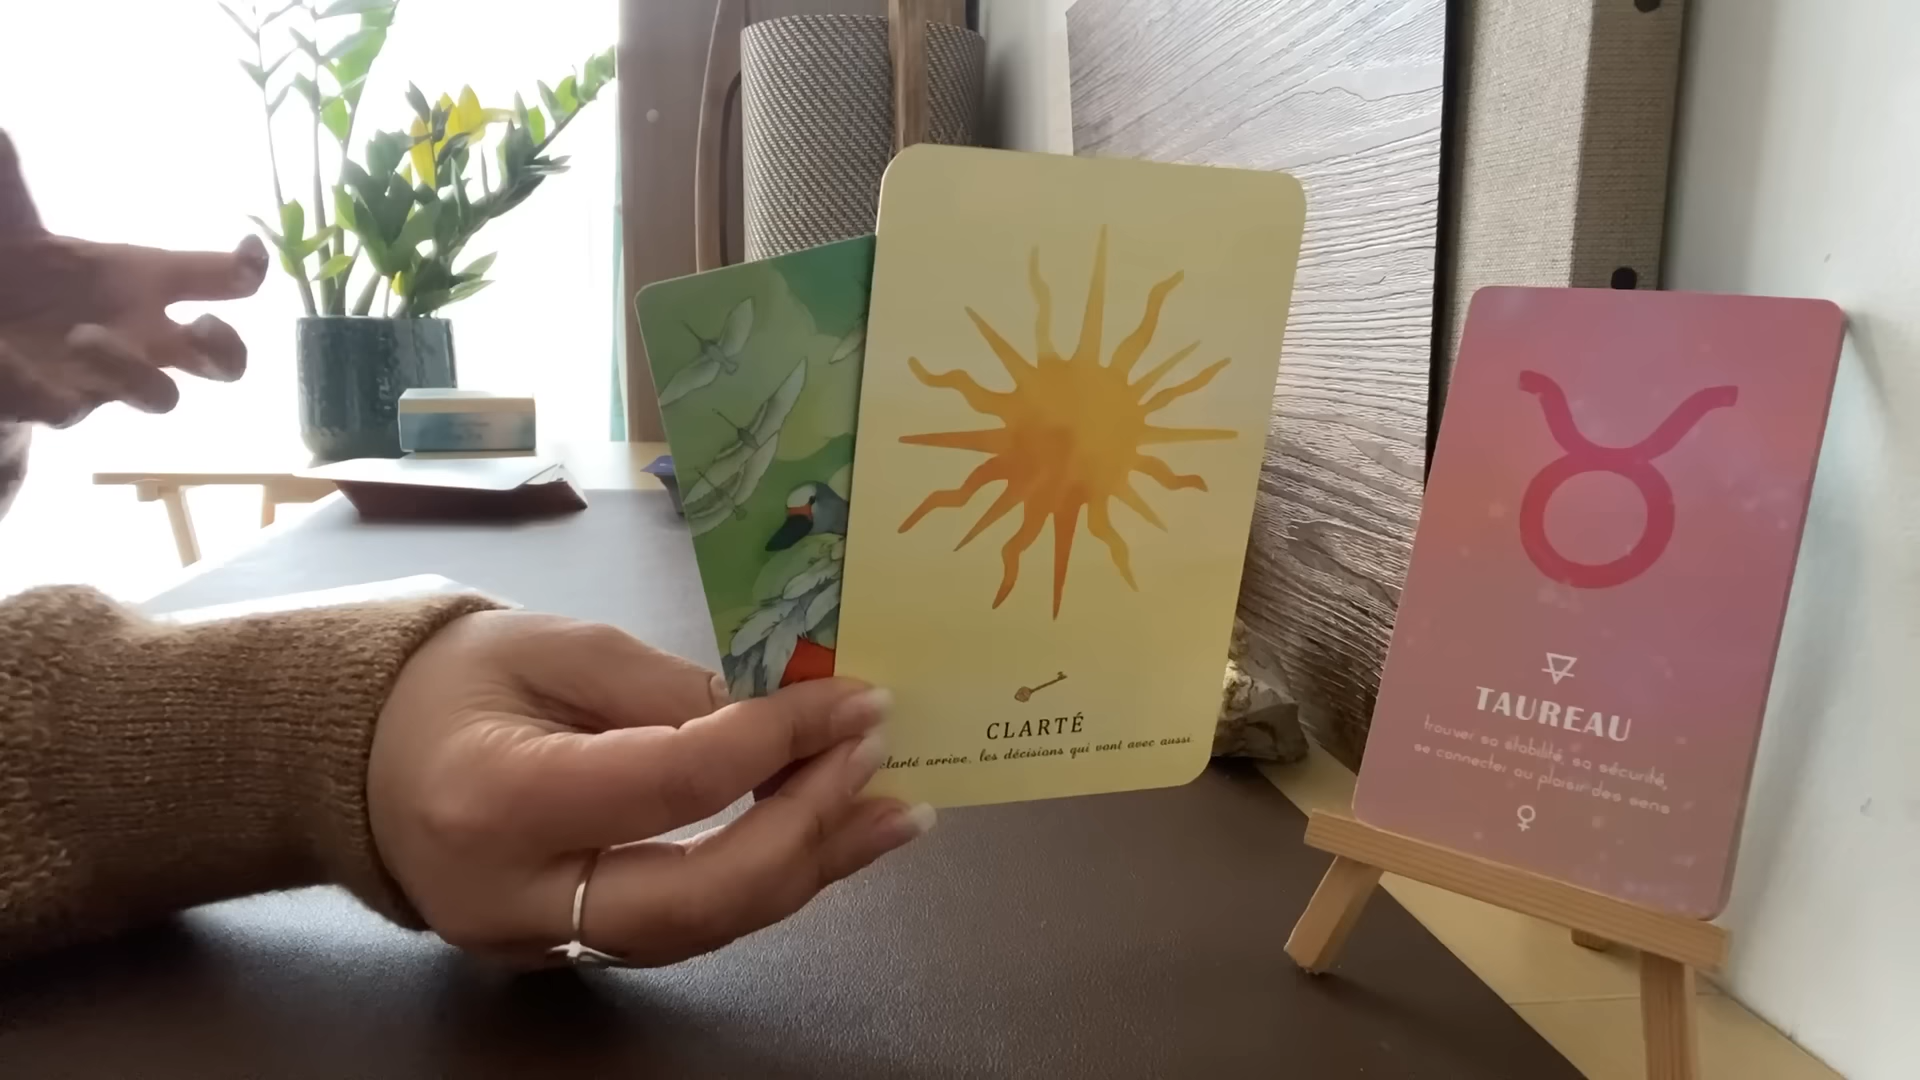 CLARTÉ
clarté arrive, les décisions qui vont avec aussi.
TAUREAU
trouver sa stabilité, sa sécurité,
se connecter au plaisir des sens